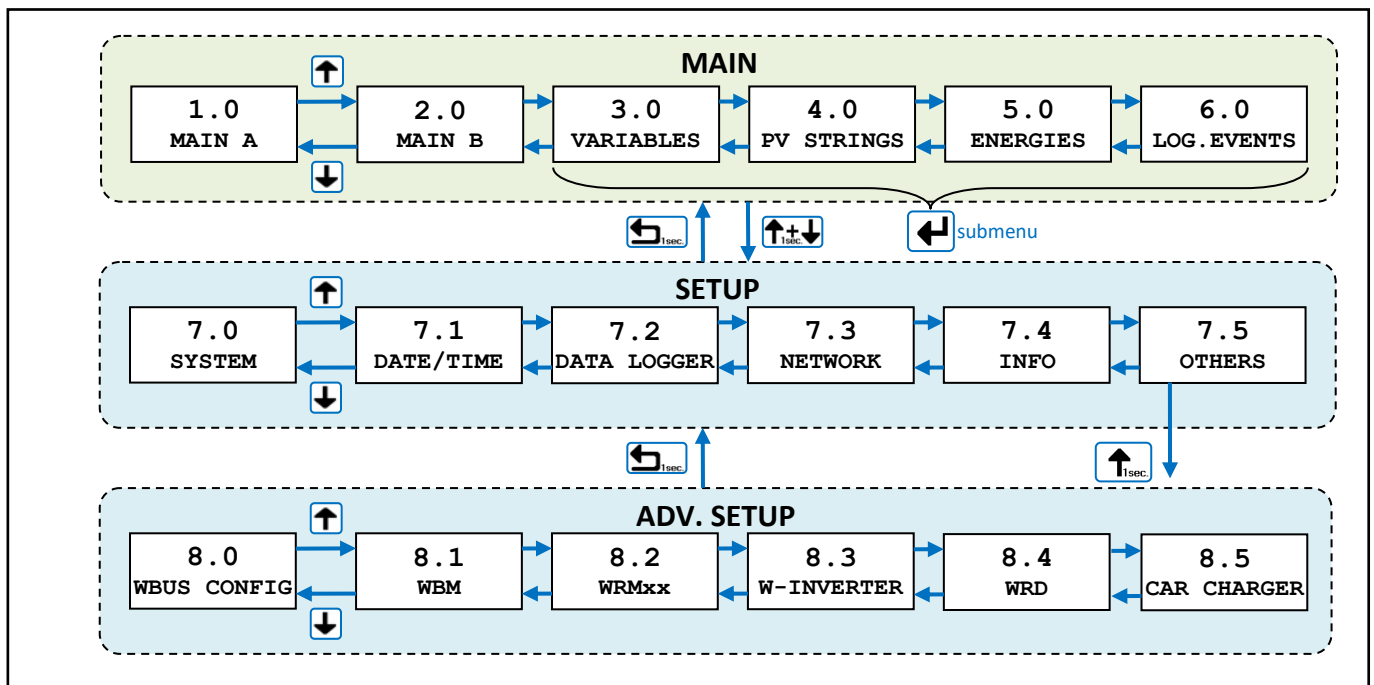 MAIN
1.0
MAIN A
2.0
MAIN B
3.0
VARIABLES
4.0
PV STRINGS
5.0
ENERGIES
6.0
LOG.EVENTS
1sec.
+
1sec.
submenu
SETUP
7.0
SYSTEM
7.1
DATE/TIME
7.2
DATA LOGGER
7.3
NETWORK
7.4
INFO
7.5
OTHERS
1sec.
1sec.
ADV. SETUP
8.0
WBUS CONFIG
8.1
WBM
8.2
WRMxx
8.3
W-INVERTER
8.4
WRD
8.5
CAR CHARGER